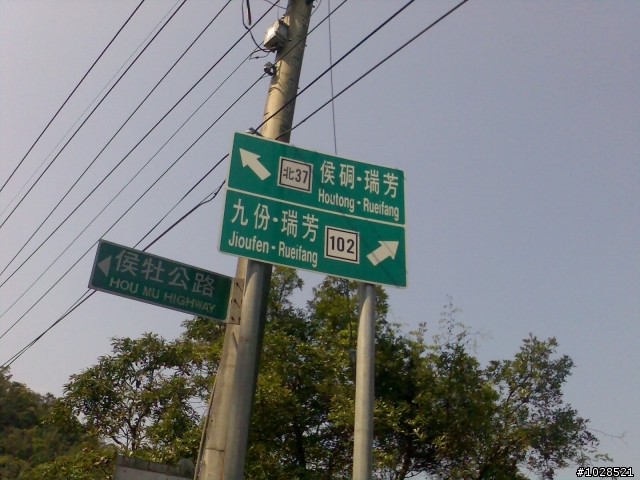 北37
侯硐·瑞芳
Houtong - Rueifang
九份·瑞芳
Jioufen - Rueifang
102
侯牡公路
HOU MU HIGHWAY
#1028521